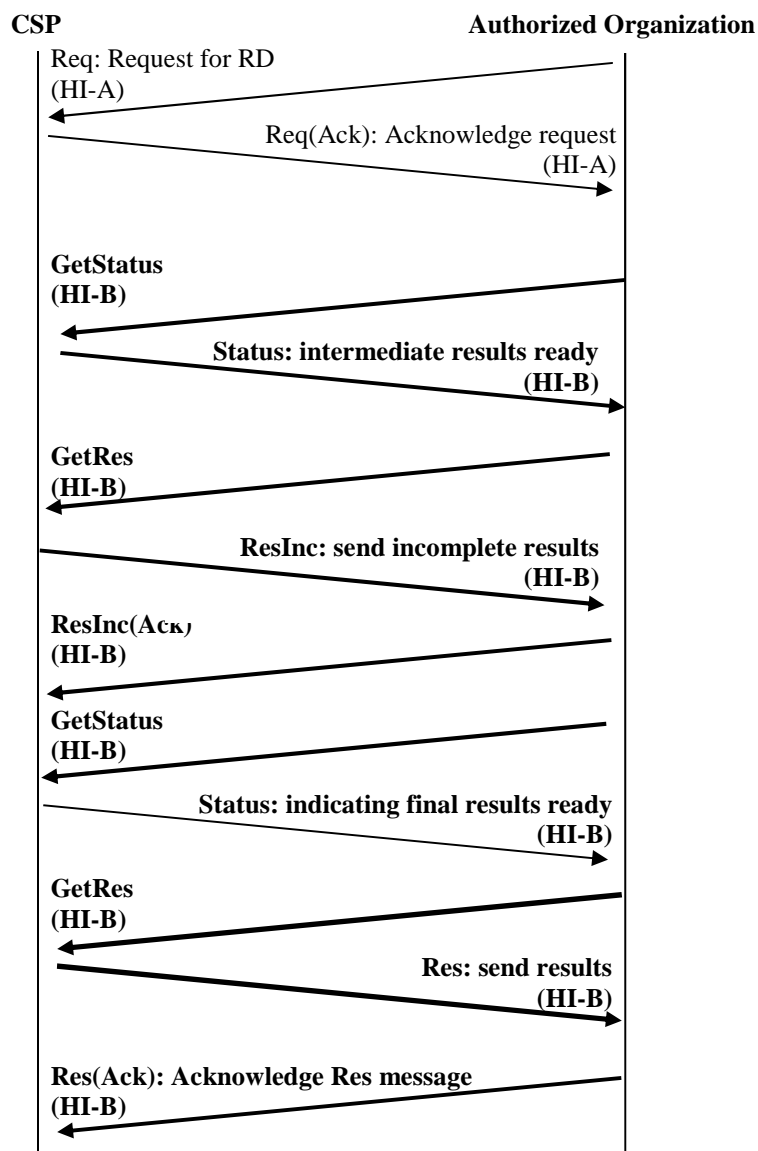 CSP Authorized Organization
Req: Request for RD
(HI-A)
Req(Ack): Acknowledge request
(HI-A)
GetStatus
(HI-B)
Status: intermediate results ready
(HI-B)
GetRes
(HI-B)
ResInc: send incomplete results
(HI-B)
ResInc(Ack)
(HI-B)
GetStatus
(HI-B)
Status: indicating final results ready
(HI-B)
GetRes
(HI-B)
Res: send results
(HI-B)
Res(Ack): Acknowledge Res message
(HI-B)